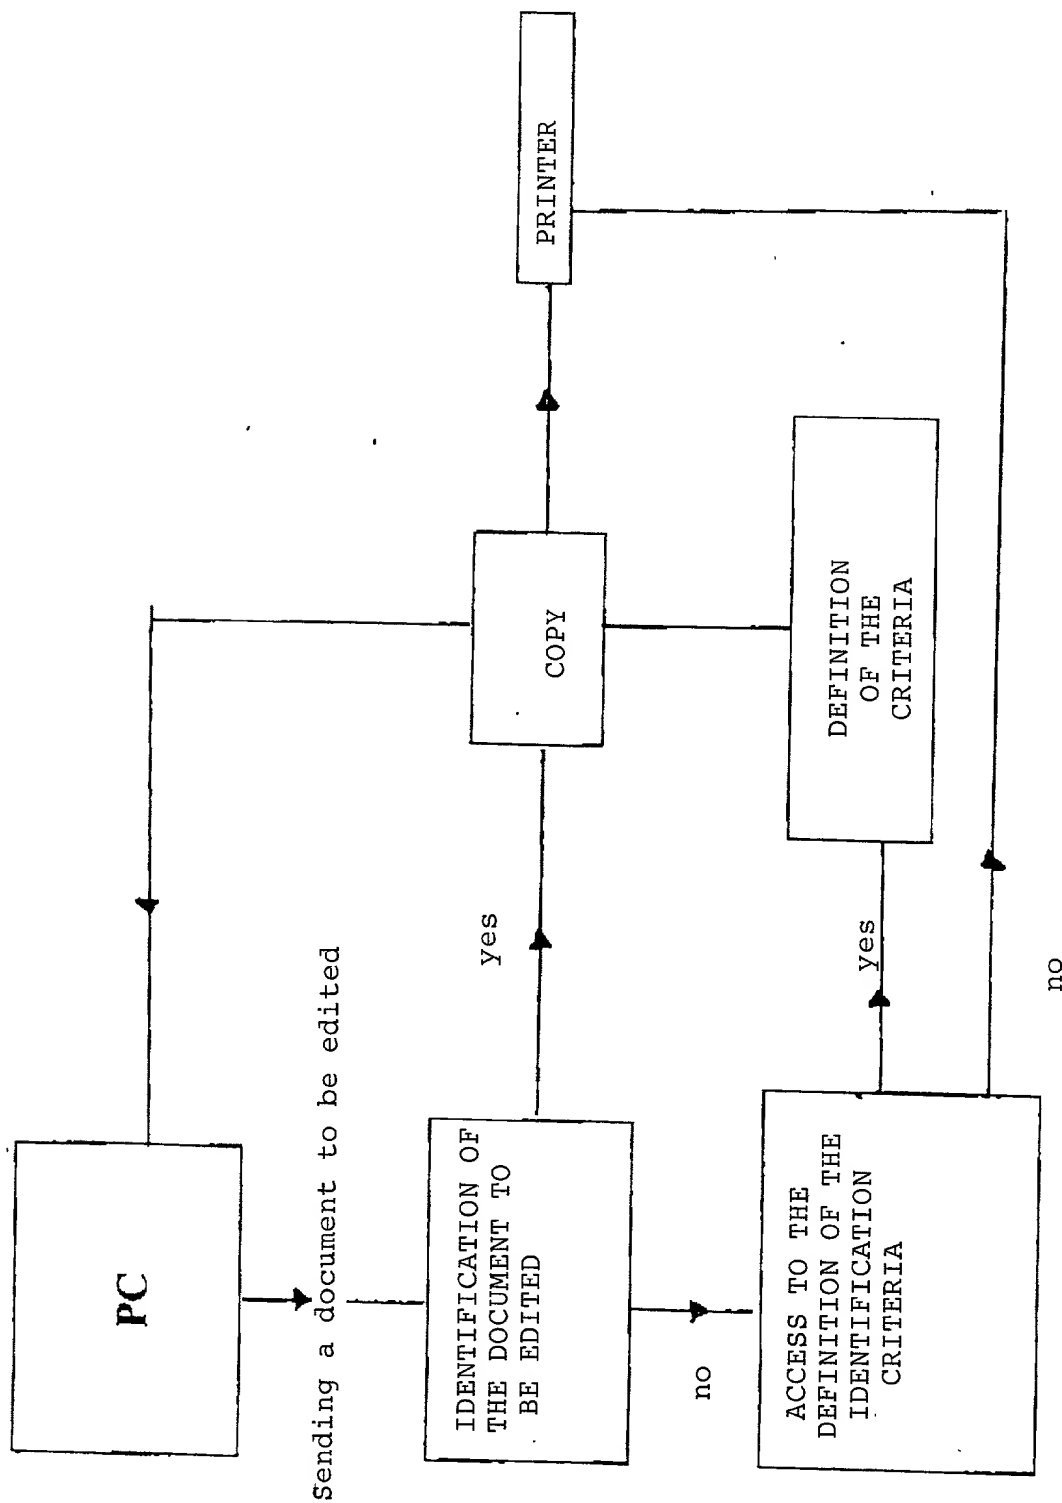 PC
Sending a document to be edited
IDENTIFICATION OF
THE DOCUMENT TO
BE EDITED
yes
COPY
PRINTER
no
ACCESS TO THE
DEFINITION OF THE
IDENTIFICATION
CRITERIA
yes
DEFINITION
OF THE
CRITERIA
no